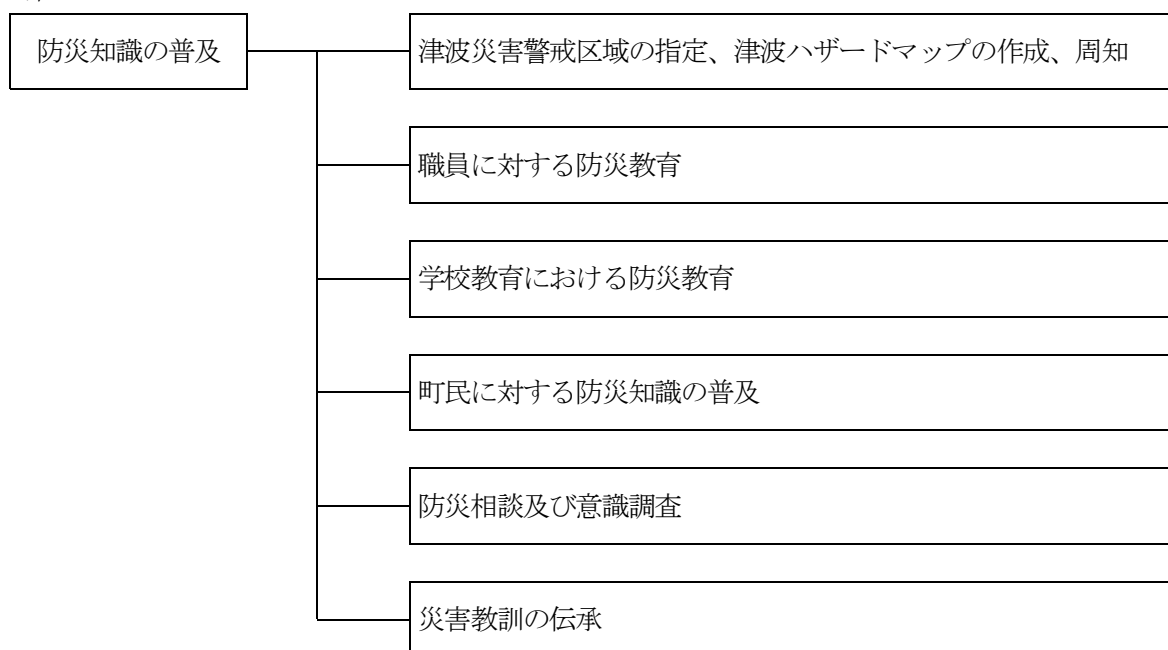 防災知識の普及
津波災害警戒区域の指定、津波ハザードマップの作成、周知
職員に対する防災教育
学校教育における防災教育
町民に対する防災知識の普及
防災相談及び意識調査
災害教訓の伝承